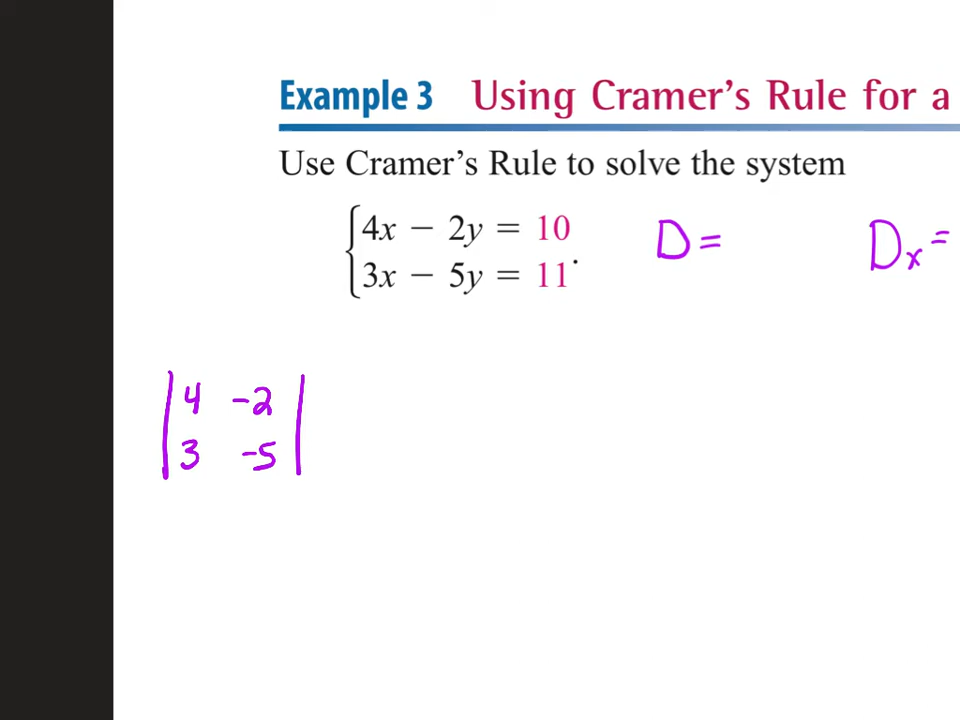 Example 3 Using Cramer's Rule for a
Use Cramer's Rule to solve the system
4x − 2y = 10
3x − 5y = 11.
D =
Dx =
4 -2
3 -5